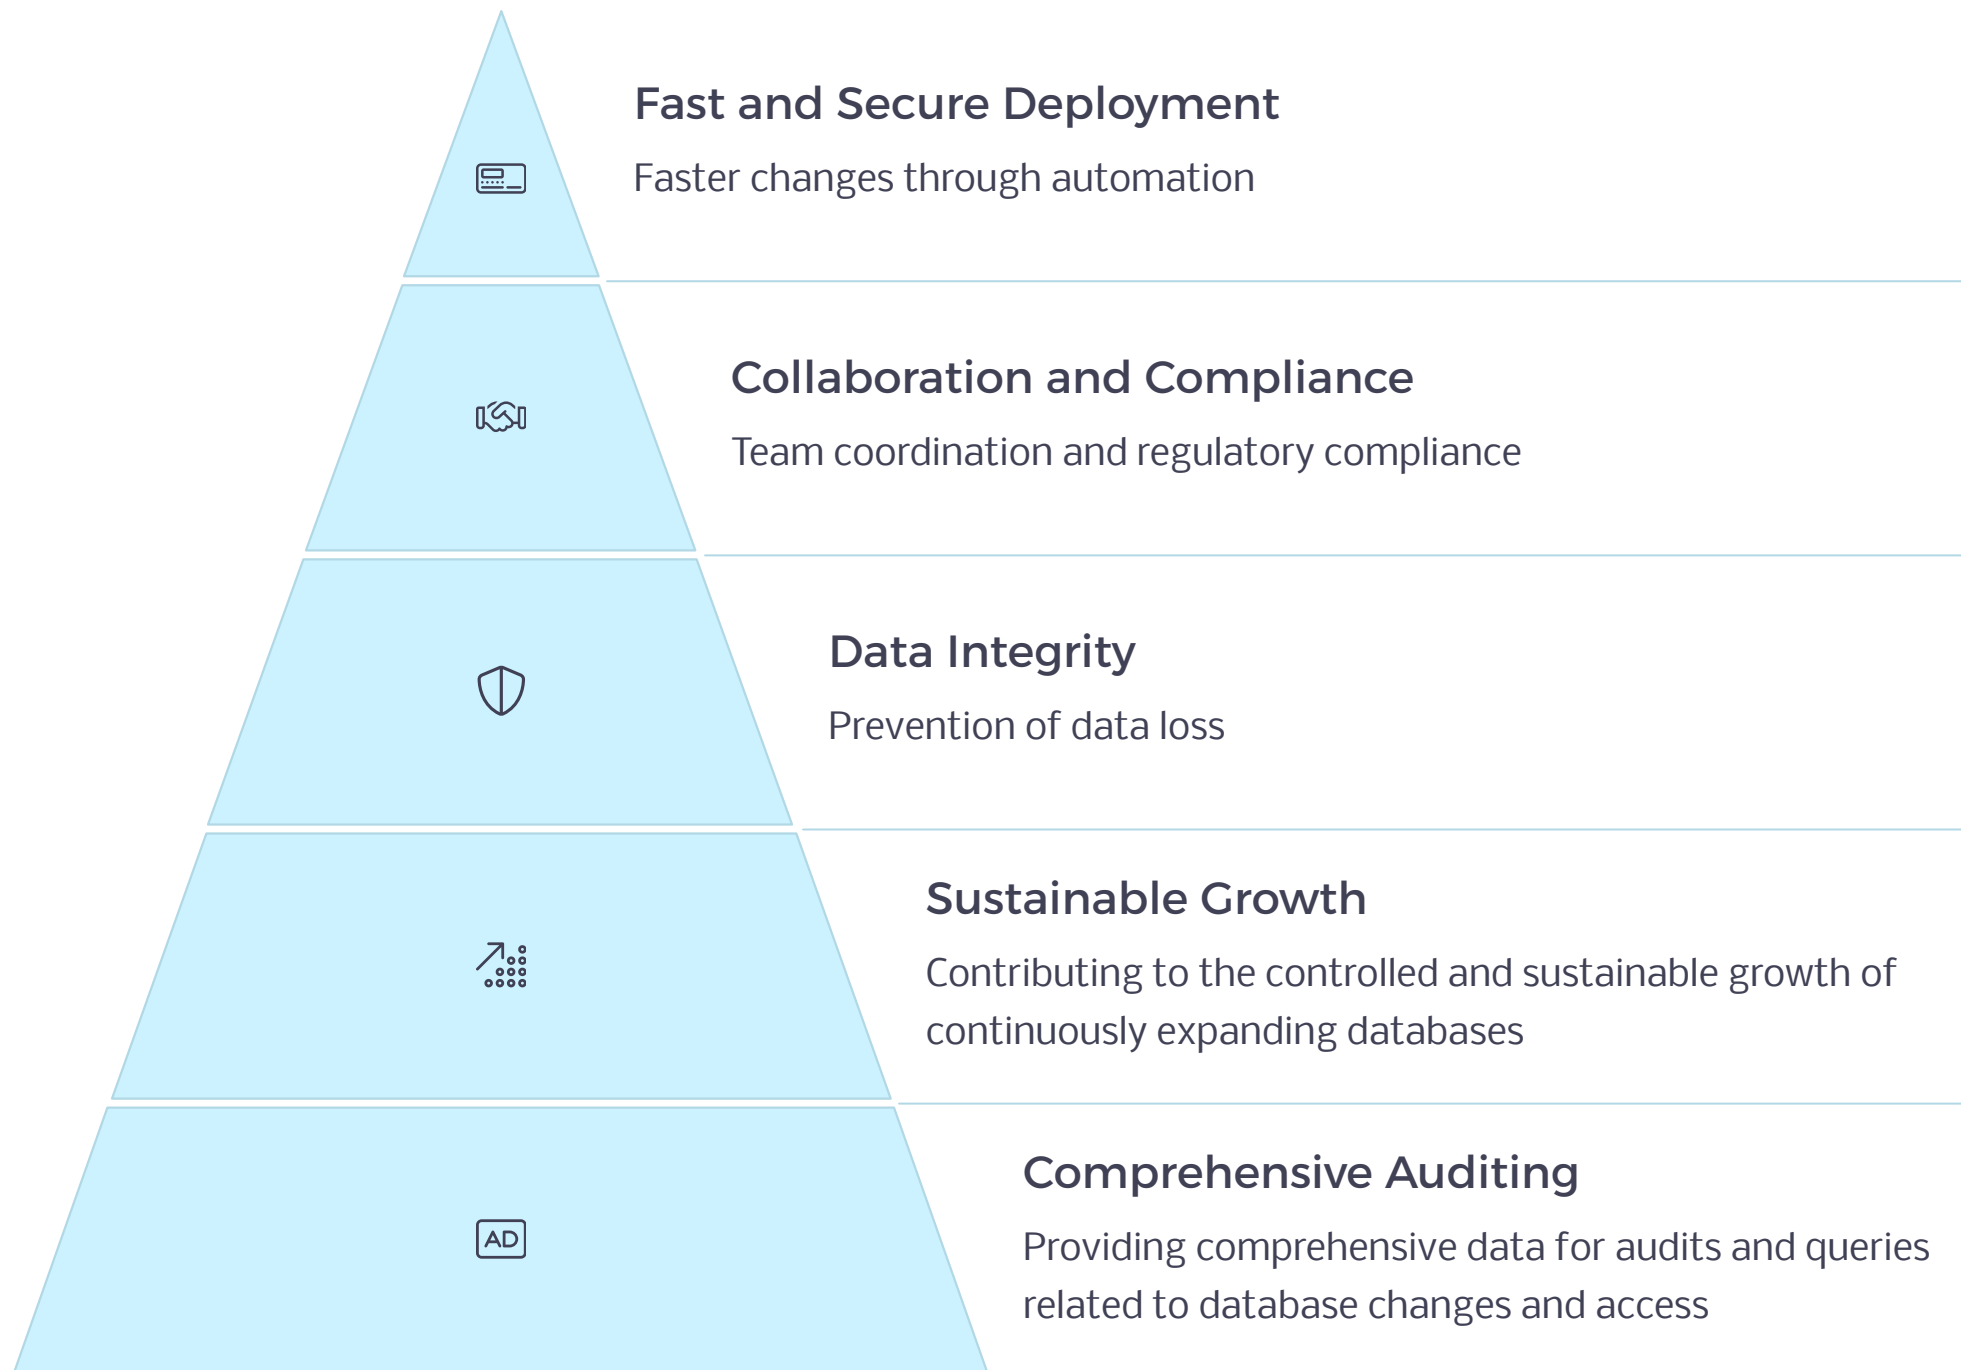 Fast and Secure Deployment
Faster changes through automation
Collaboration and Compliance
Team coordination and regulatory compliance
Data Integrity
Prevention of data loss
Sustainable Growth
Contributing to the controlled and sustainable growth of
continuously expanding databases
AD
Comprehensive Auditing
Providing comprehensive data for audits and queries
related to database changes and access